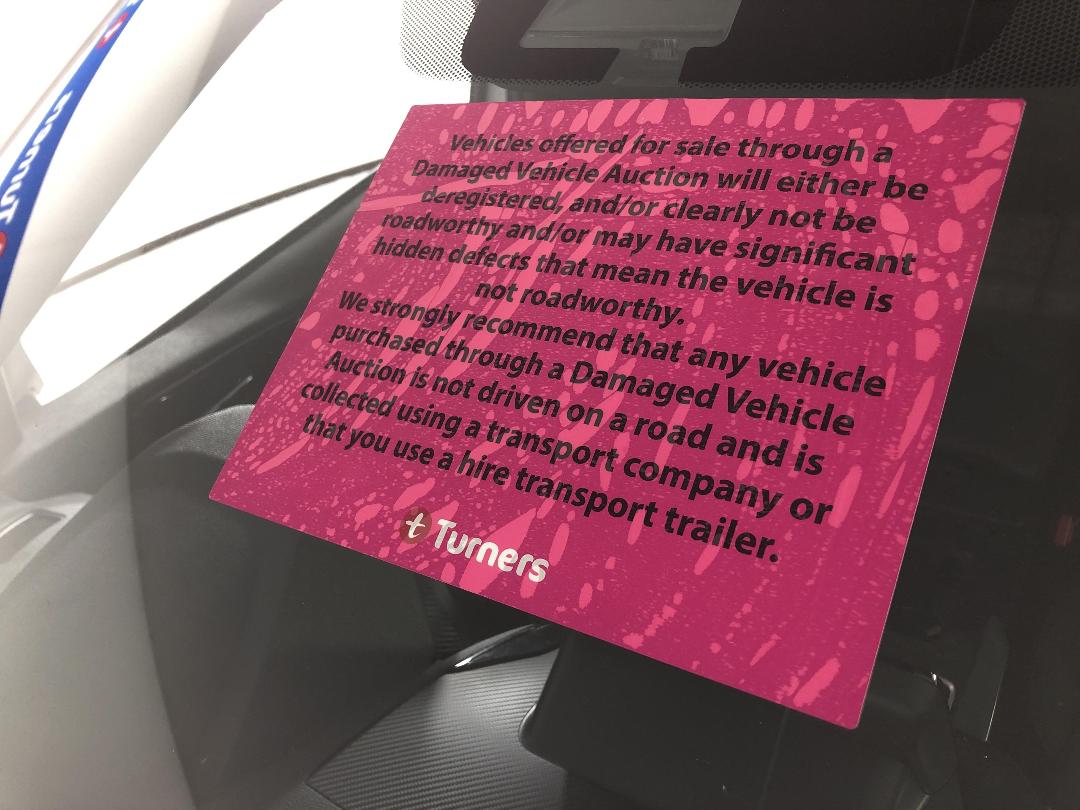 Vehicles offered for sale through a
Damaged Vehicle Auction will either be
deregistered, and/or clearly not be
roadworthy and/or may have significant
hidden defects that mean the vehicle is
not roadworthy.
We strongly recommend that any vehicle
purchased through a Damaged Vehicle
Auction is not driven on a road and is
collected using a transport company or
that you use a hire transport trailer.
t Turners